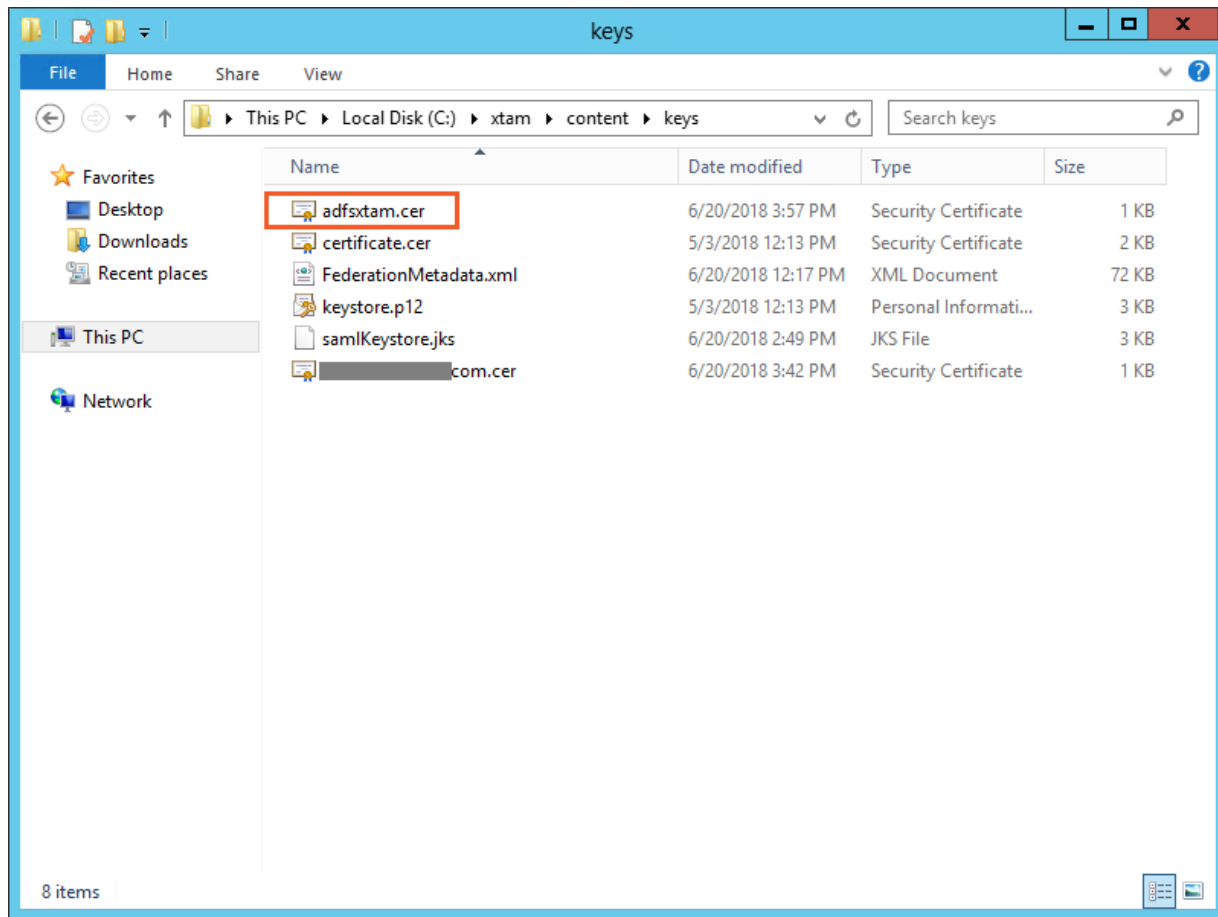 keys
File Home Share View
This PC Local Disk (C:) xtam content keys Search keys
Favorites
Desktop
Downloads
Recent places
This PC
Network
Name Date modified Type Size
adfsxtam.cer 6/20/2018 3:57 PM Security Certificate 1 KB
certificate.cer 5/3/2018 12:13 PM Security Certificate 2 KB
FederationMetadata.xml 6/20/2018 12:17 PM XML Document 72 KB
keystore.p12 5/3/2018 12:13 PM Personal Informati... 3 KB
samlKeystore.jks 6/20/2018 2:49 PM JKS File 3 KB
com.cer 6/20/2018 3:42 PM Security Certificate 1 KB
8 items